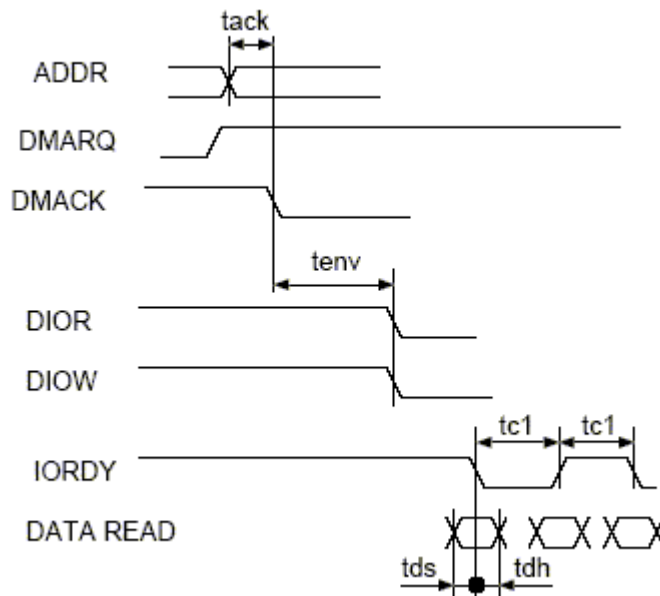 tack
ADDR
DMARQ
DMACK
tenv
DIOR
DIOW
tc1 tc1
IORDY
DATA READ
tds tdh